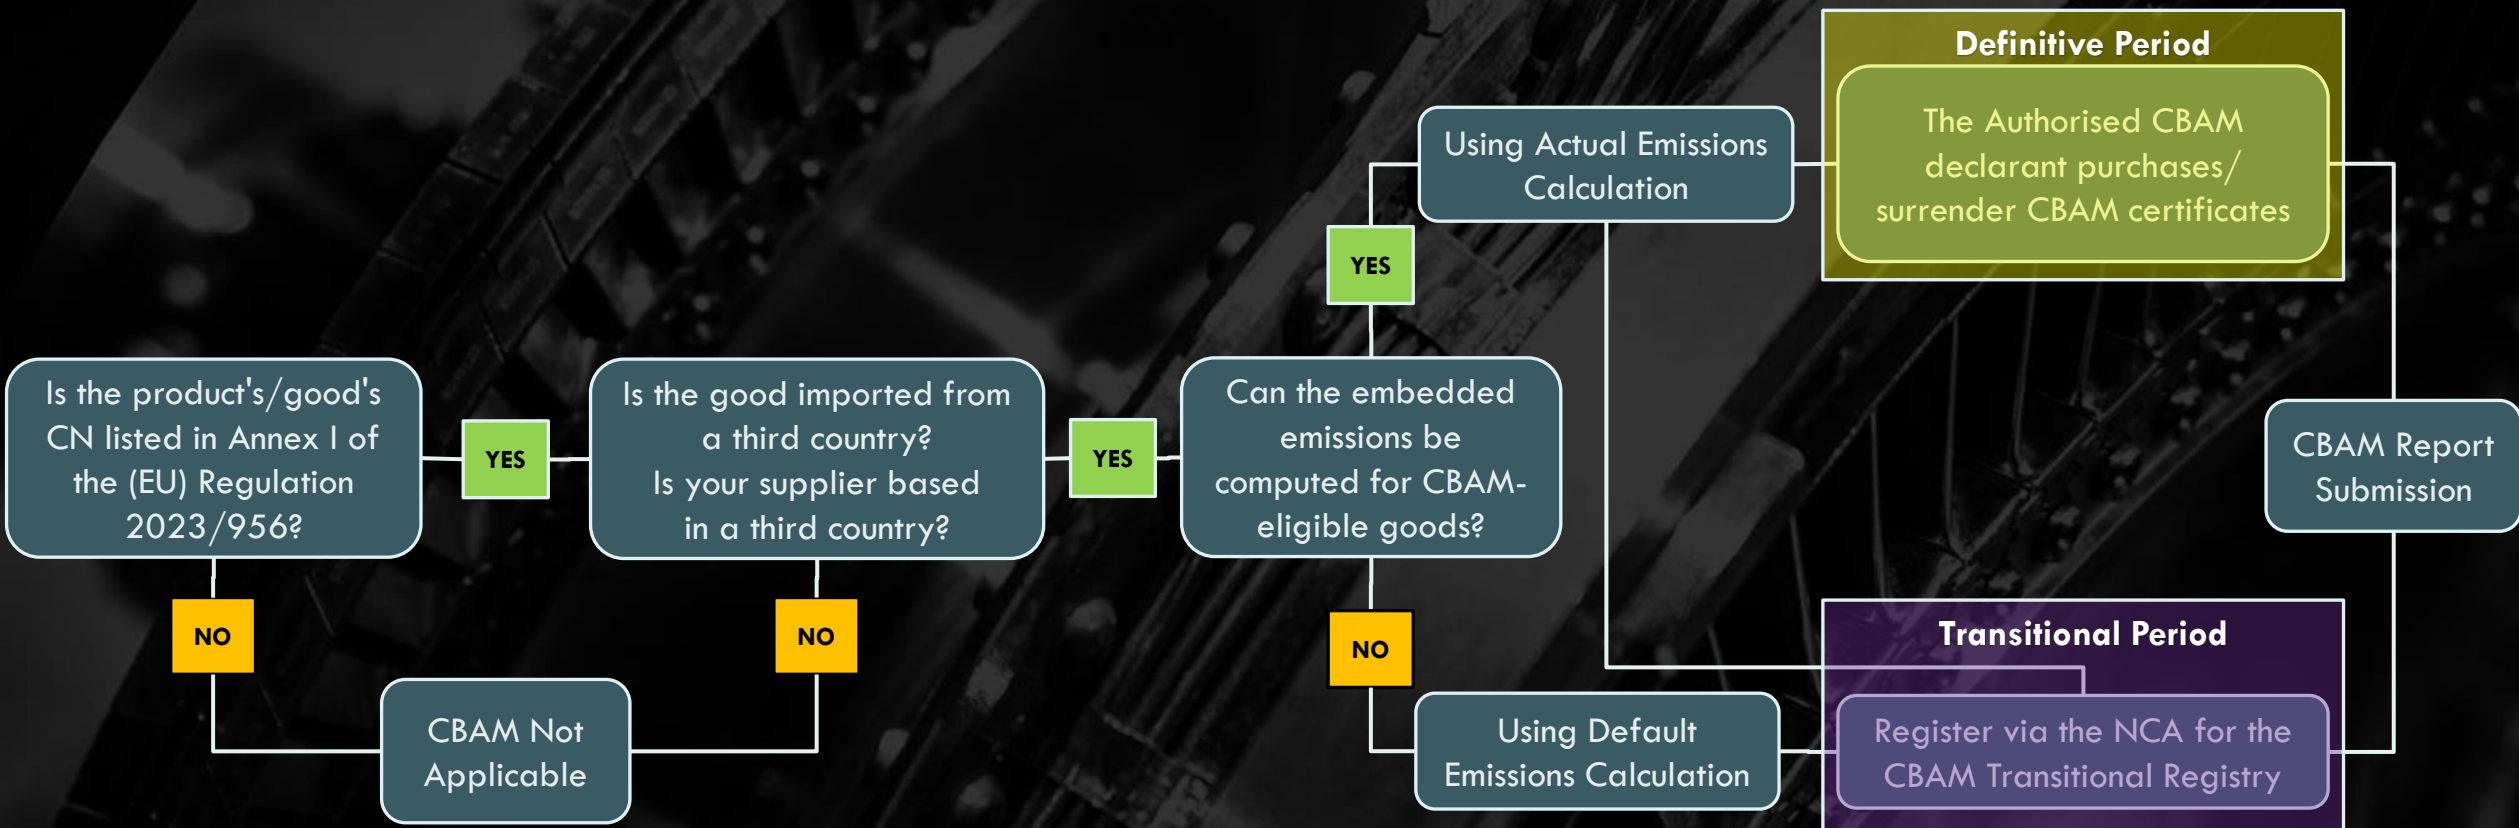 Is the product's/good's
CN listed in Annex I of
the (EU) Regulation
2023/956?
YES
NO
Is the good imported from
a third country?
Is your supplier based
in a third country?
YES
NO
CBAM Not
Applicable
Can the embedded
emissions be
computed for CBAM-
eligible goods?
YES
NO
Using Actual Emissions
Calculation
Using Default
Emissions Calculation
Definitive Period
The Authorised CBAM
declarant purchases/
surrender CBAM certificates
Transitional Period
Register via the NCA for the
CBAM Transitional Registry
CBAM Report
Submission